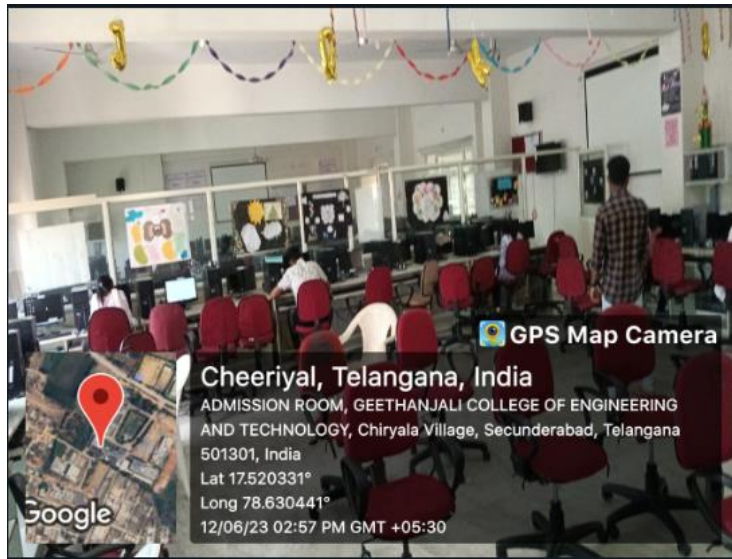 GPS Map Camera
Cheeriyal, Telangana, India
ADMISSION ROOM, GEETHANJALI COLLEGE OF ENGINEERING
AND TECHNOLOGY, Chiryala Village, Secunderabad, Telangana
501301, India
Lat 17.520331°
Long 78.630441°
12/06/23 02:57 PM GMT +05:30
Google